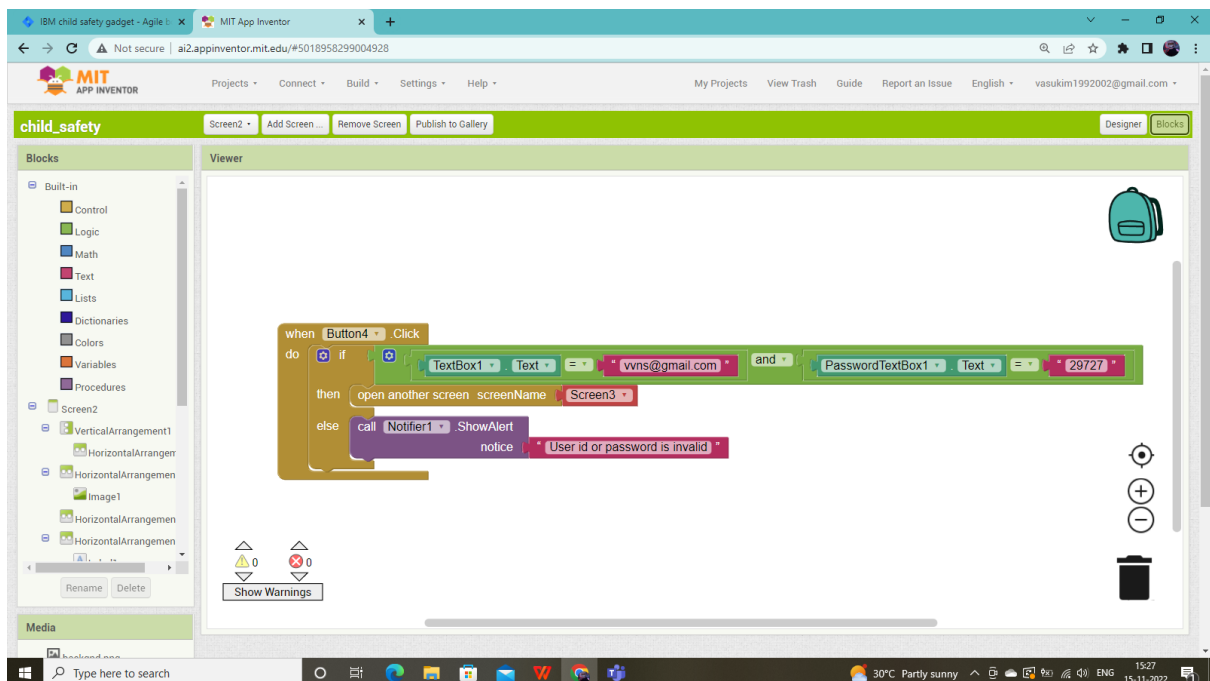 IBM child safety gadget - Agile b
MIT App Inventor
Not secure | ai2.appinventor.mit.edu/#5018958299004928
MIT
APP INVENTOR
Projects Connect Build Settings Help My Projects View Trash Guide Report an Issue English vasukim1992002@gmail.com
child_safety
Screen2 Add Screen ... Remove Screen Publish to Gallery Designer Blocks
Blocks
Viewer
Built-in
Control
Logic
Math
Text
Lists
Dictionaries
Colors
Variables
Procedures
Screen2
VerticalArrangement1
HorizontalArrangem
HorizontalArrangemen
Image1
HorizontalArrangemen
HorizontalArrangemen
Rename Delete
Media
when Button4 .Click
do if TextBox1 . Text = " vvns@gmail.com " and PasswordTextBox1 . Text = " 29727 "
then open another screen screenName Screen3
else call Notifier1 .ShowAlert
notice " User id or password is invalid "
0 0
Show Warnings
Type here to search
30°C Partly sunny ENG 15:27
15-11-2022